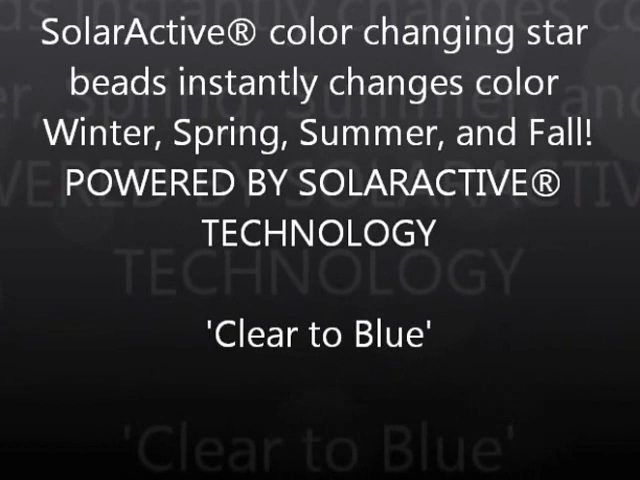 SolarActive® color changing star
beads instantly changes color
Winter, Spring, Summer, and Fall!
POWERED BY SOLARACTIVE®
TECHNOLOGY
'Clear to Blue'